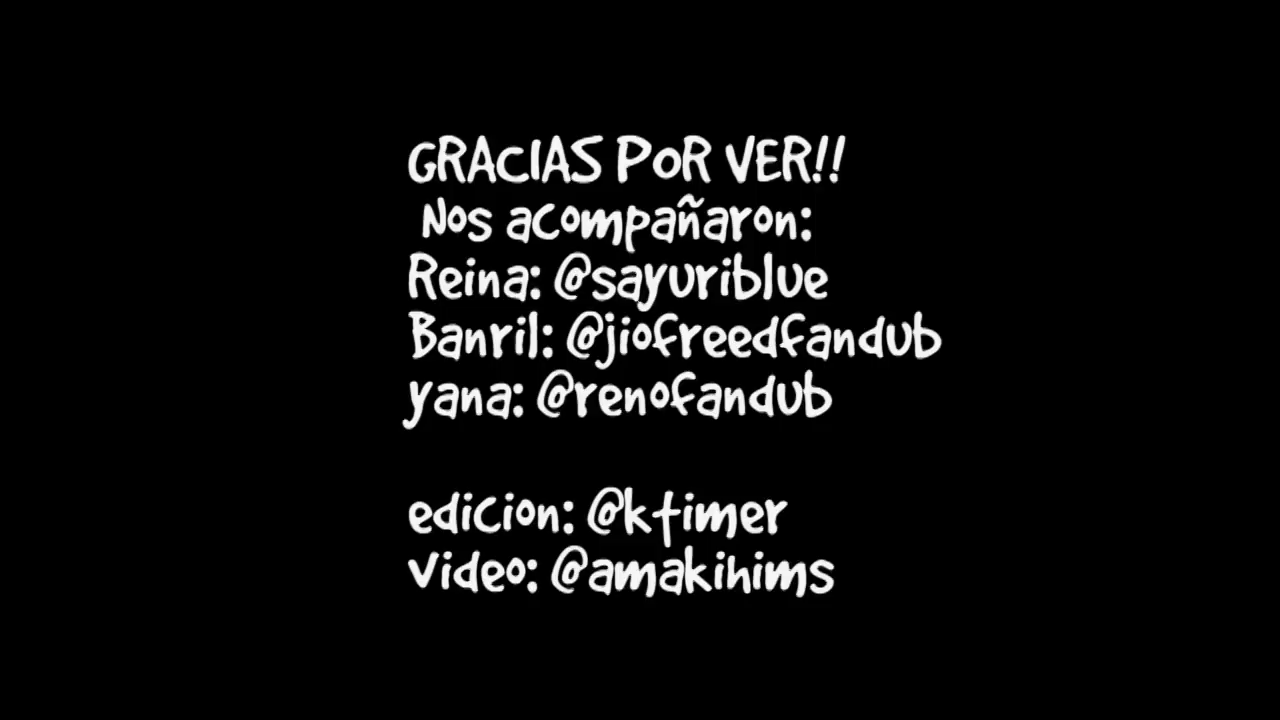 GRACIAS POR VER!!
Nos acompañaron:
Reina: @sayuriblue
Banril: @jiofreedfandub
yana: @renofandub
edicion: @ktimer
video: @amakihims